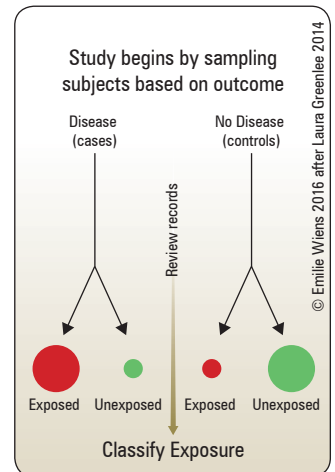 Study begins by sampling
subjects based on outcome
Disease
(cases)
No Disease
(controls)
Review records
Exposed
Unexposed
Exposed
Unexposed
Classify Exposure
© Emilie Wiens 2016 after Laura Greenlee 2014